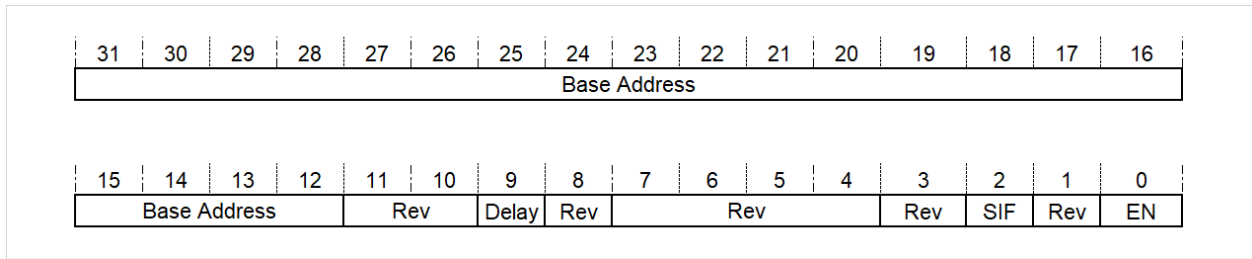 31 30 29 28 27 26 25 24 23 22 21 20 19 18 17 16
Base Address
15 14 13 12 11 10 9 8 7 6 5 4 3 2 1 0
Base Address Rev Delay Rev Rev Rev SIF Rev EN